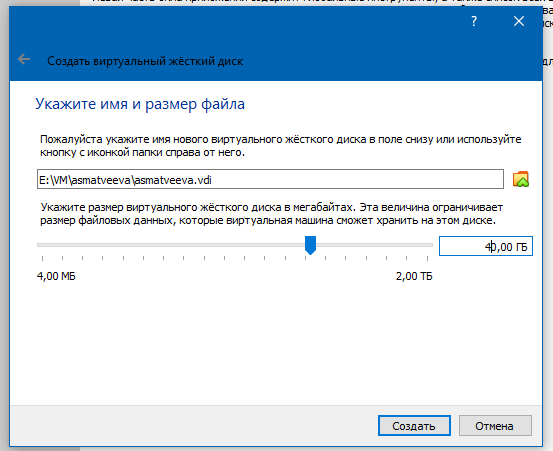 ?
Создать виртуальный жёсткий диск
Укажите имя и размер файла
Пожалуйста укажите имя нового виртуального жёсткого диска в поле снизу или используйте
кнопку с иконкой папки справа от него.
E:\VM\asmatveeva\asmatveeva.vdi
Укажите размер виртуального жёсткого диска в мегабайтах. Эта величина ограничивает
размер файловых данных, которые виртуальная машина сможет хранить на этом диске.
40,00 ГБ
4,00 МБ
2,00 ТБ
Создать
Отмена